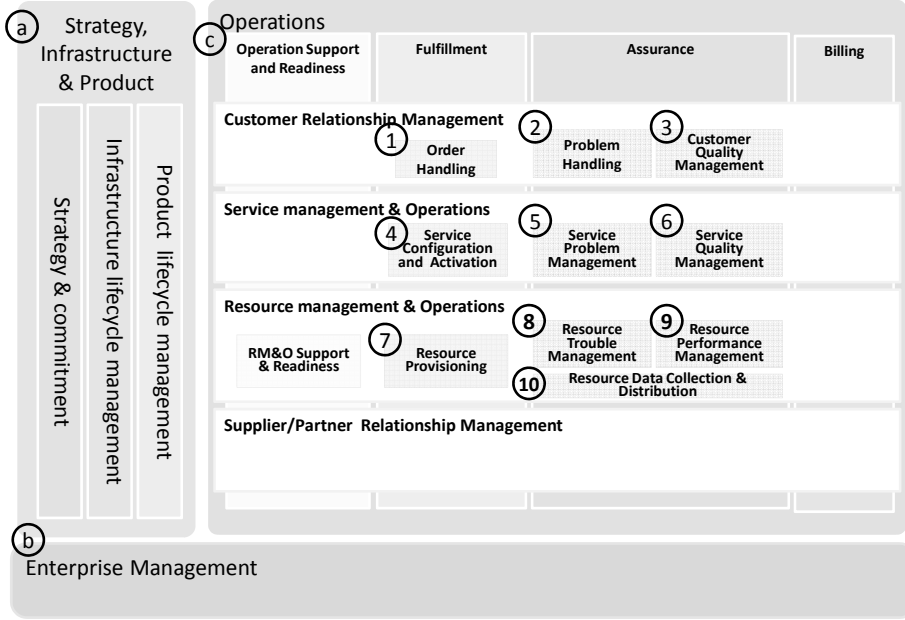 a
Strategy,
Infrastructure
& Product
Strategy & commitment
Infrastructure lifecycle management
Product lifecycle management
Operations
c
Operation Support
and Readiness
Fulfillment
Assurance
Billing
Customer Relationship Management
1
Order
Handling
2
Problem
Handling
3
Customer
Quality
Management
Service management & Operations
4
Service
Configuration
and Activation
5
Service
Problem
Management
6
Service
Quality
Management
Resource management & Operations
RM&O Support
& Readiness
7
Resource
Provisioning
8
Resource
Trouble
Management
9
Resource
Performance
Management
10
Resource Data Collection &
Distribution
Supplier/Partner Relationship Management
b
Enterprise Management